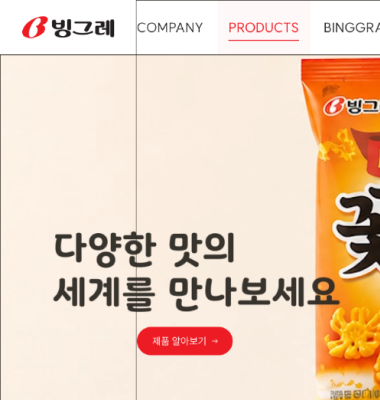 빙그레
COMPANY
PRODUCTS
BINGGRA
빙그
꽃
다양한 맛의
세계를 만나보세요
제품 알아보기 →